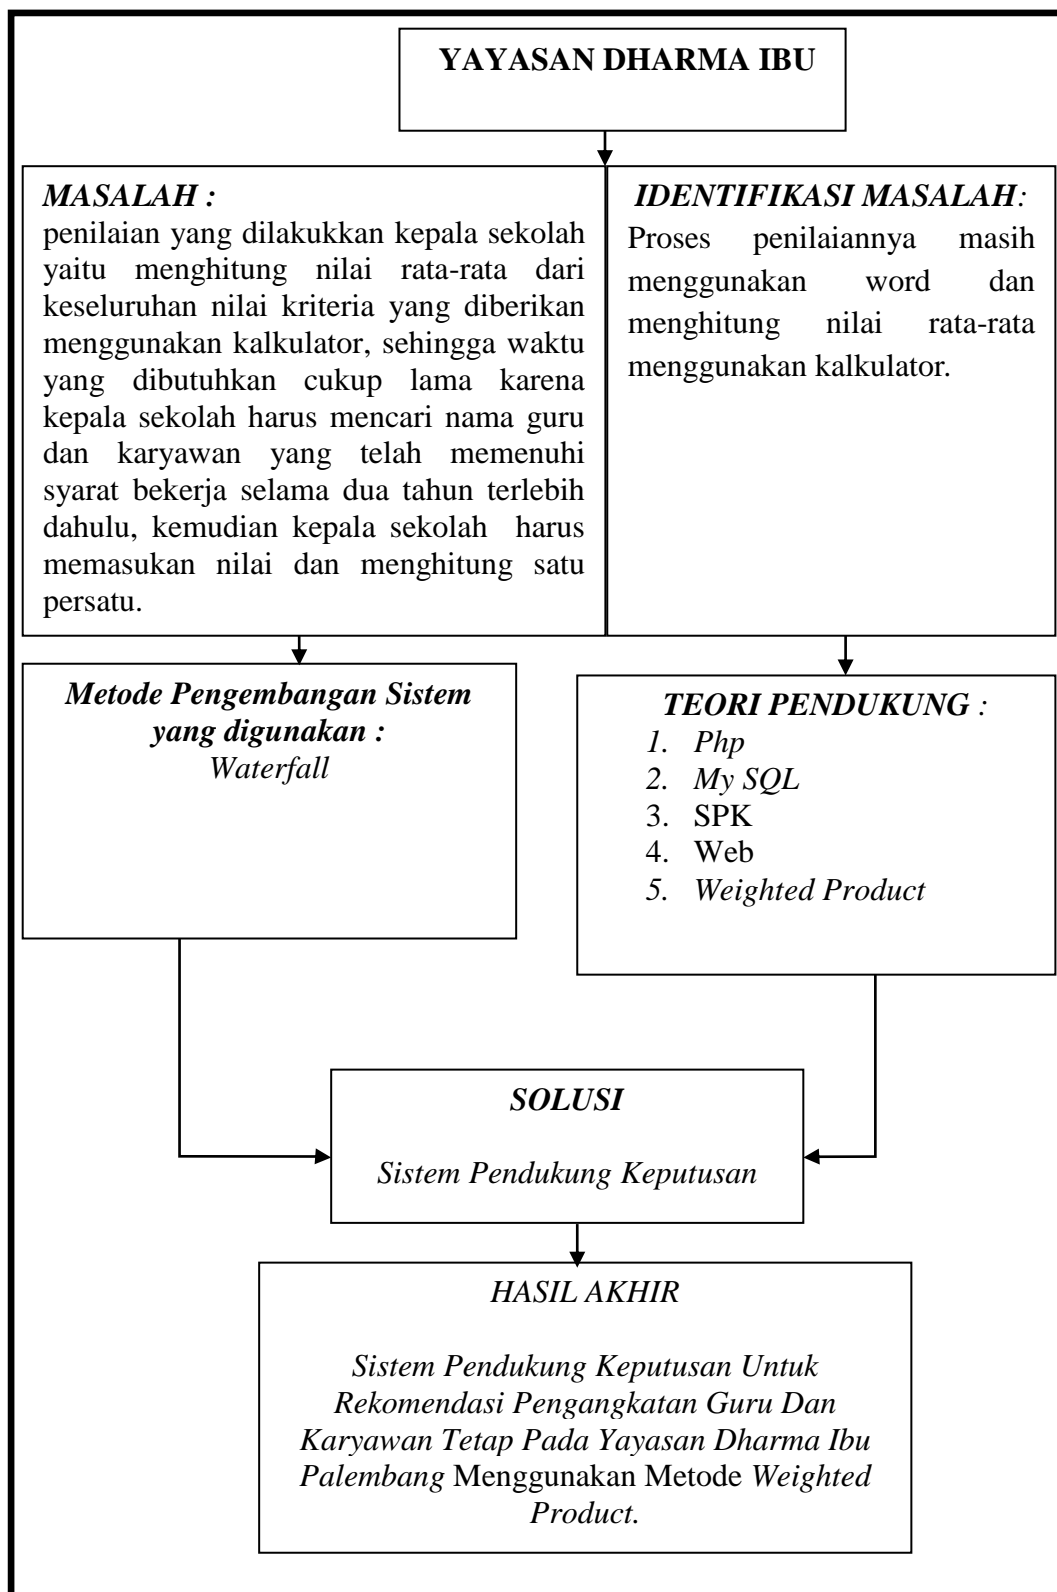 YAYASAN DHARMA IBU
MASALAH :
penilaian yang dilakukkan kepala sekolah
yaitu menghitung nilai rata-rata dari
keseluruhan nilai kriteria yang diberikan
menggunakan kalkulator, sehingga waktu
yang dibutuhkan cukup lama karena
kepala sekolah harus mencari nama guru
dan karyawan yang telah memenuhi
syarat bekerja selama dua tahun terlebih
dahulu, kemudian kepala sekolah harus
memasukan nilai dan menghitung satu
persatu.
IDENTIFIKASI MASALAH:
Proses penilaiannya masih
menggunakan word dan
menghitung nilai rata-rata
menggunakan kalkulator.
Metode Pengembangan Sistem
yang digunakan :
Waterfall
TEORI PENDUKUNG :
1. Php
2. My SQL
3. SPK
4. Web
5. Weighted Product
SOLUSI
Sistem Pendukung Keputusan
HASIL AKHIR
Sistem Pendukung Keputusan Untuk
Rekomendasi Pengangkatan Guru Dan
Karyawan Tetap Pada Yayasan Dharma Ibu
Palembang Menggunakan Metode Weighted
Product.